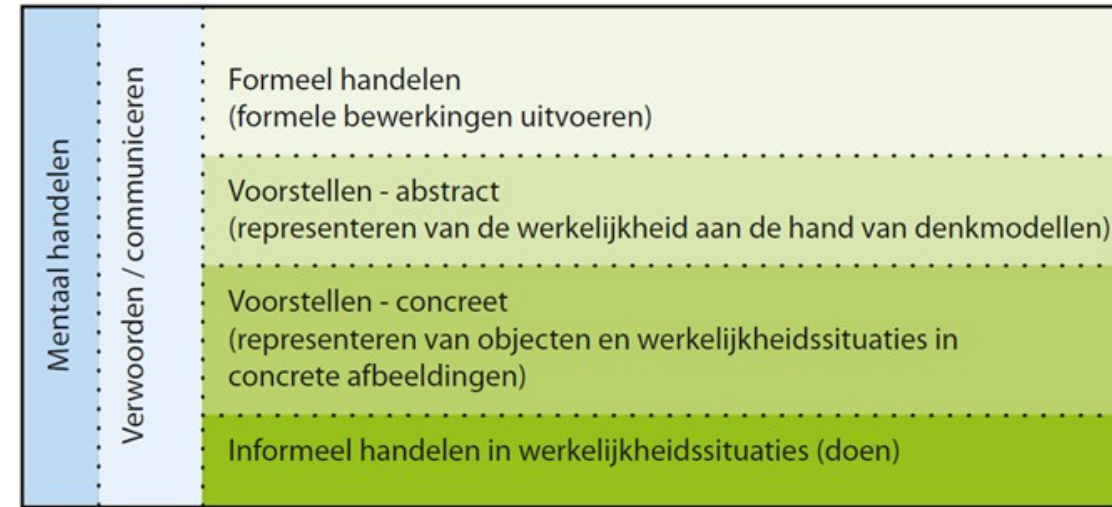 Mentaal handelen
Verwoorden / communiceren
Formeel handelen
(formele bewerkingen uitvoeren)
Voorstellen - abstract
(representeren van de werkelijkheid aan de hand van denkmodellen)
Voorstellen - concreet
(representeren van objecten en werkelijkheidssituaties in
concrete afbeeldingen)
Informeel handelen in werkelijkheidssituaties (doen)